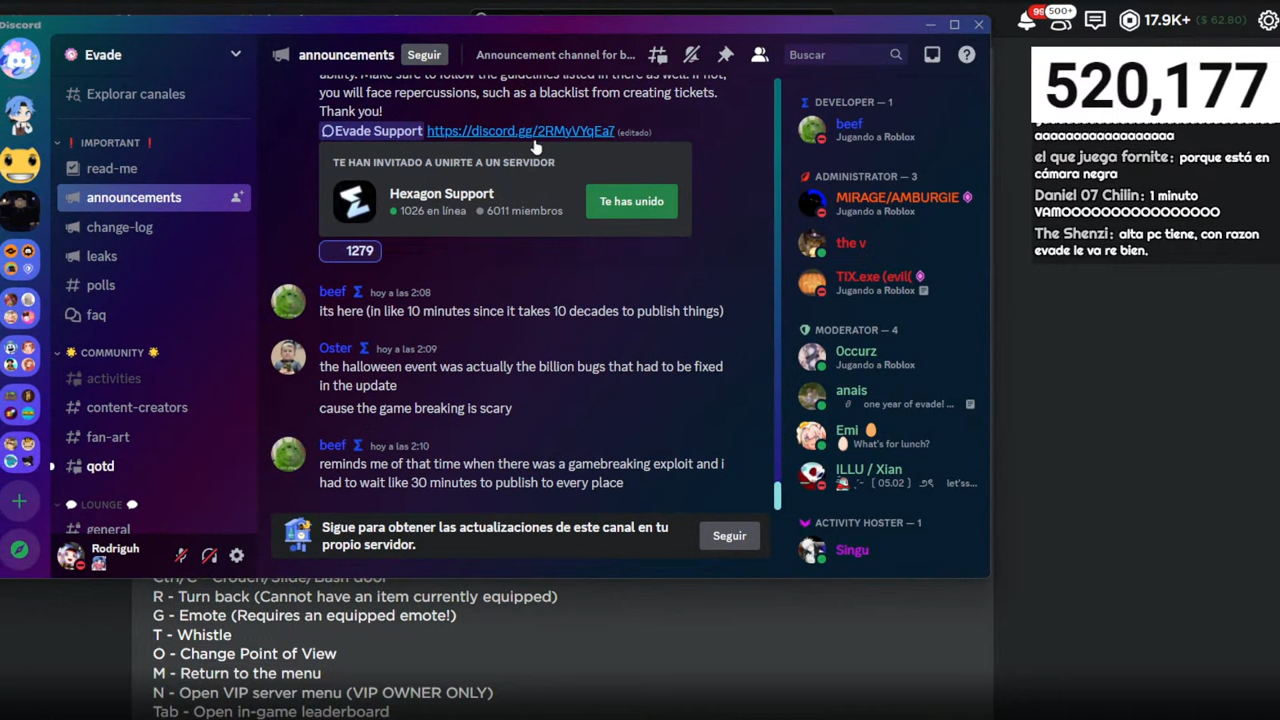 Discord
Evade
Explorar canales
IMPORTANT
read-me
announcements
change-log
leaks
polls
faq
COMMUNITY
activities
content-creators
fan-art
qotd
LOUNGE
general
Rodriguh
announcements
Seguir
Announcement channel for b...
Buscar
ability. Make sure to follow the guidelines listed in there as well. If not,
you will face repercussions, such as a blacklist from creating tickets.
Thank you!
Evade Support https://discord.gg/2RMyVYqEa7 (editado)
TE HAN INVITADO A UNIRTE A UN SERVIDOR
Hexagon Support
1026 en línea 6011 miembros
Te has unido
1279
beef hoy a las 2:08
its here (in like 10 minutes since it takes 10 decades to publish things)
Oster hoy a las 2:09
the halloween event was actually the billion bugs that had to be fixed
in the update
cause the game breaking is scary
beef hoy a las 2:10
reminds me of that time when there was a gamebreaking exploit and i
had to wait like 30 minutes to publish to every place
Sigue para obtener las actualizaciones de este canal en tu
propio servidor.
Seguir
DEVELOPER — 1
beef
Jugando a Roblox
ADMINISTRATOR — 3
MIRAGE/AMBURGIE
Jugando a Roblox
the v
TIX.exe (evil(
Jugando a Roblox
MODERATOR — 4
Occurz
Jugando a Roblox
anais
one year of evade! ...
Emi
What's for lunch?
ILLU / Xian
[ 05.02 ] let'ss...
ACTIVITY HOSTER — 1
Singu
99
500+
17.9K+ ($ 62.80)
520,177
el que juega fornite: porque está en
cámara negra
Daniel 07 Chilin: 1 minuto
VAMOOOOOOOOOOOOOOO
The Shenzi: alta pc tiene, con razon
evade le va re bien.
R - Turn back (Cannot have an item currently equipped)
G - Emote (Requires an equipped emote!)
T - Whistle
O - Change Point of View
M - Return to the menu
N - Open VIP server menu (VIP OWNER ONLY)
Tab - Open in-game leaderboard